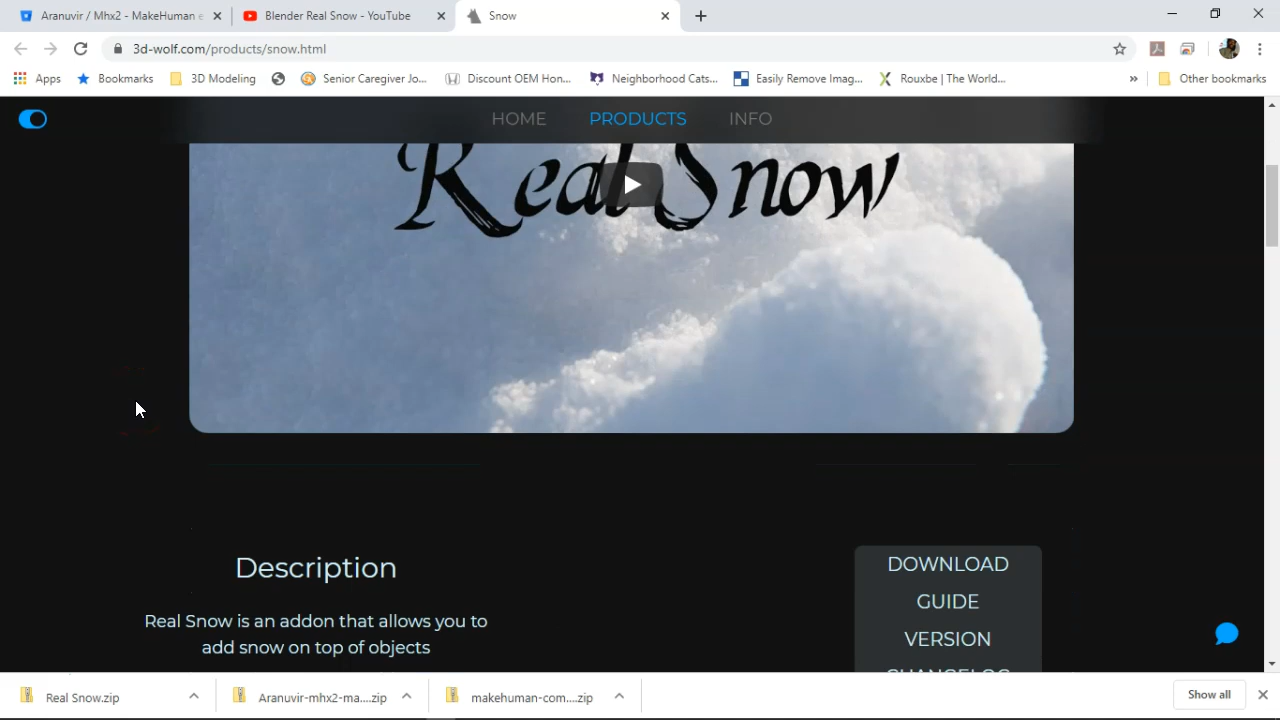 Aranuvir / Mhx2 - MakeHuman e
Blender Real Snow - YouTube
Snow
3d-wolf.com/products/snow.html
Apps
Bookmarks
3D Modeling
Senior Caregiver Jo...
Discount OEM Hon...
Neighborhood Cats...
Easily Remove Imag...
Rouxbe | The World...
»
Other bookmarks
HOME
PRODUCTS
INFO
Real Snow
Description
Real Snow is an addon that allows you to
add snow on top of objects
DOWNLOAD
GUIDE
VERSION
CHANGELOG
Real Snow.zip
Aranuvir-mhx2-ma....zip
makehuman-com....zip
Show all